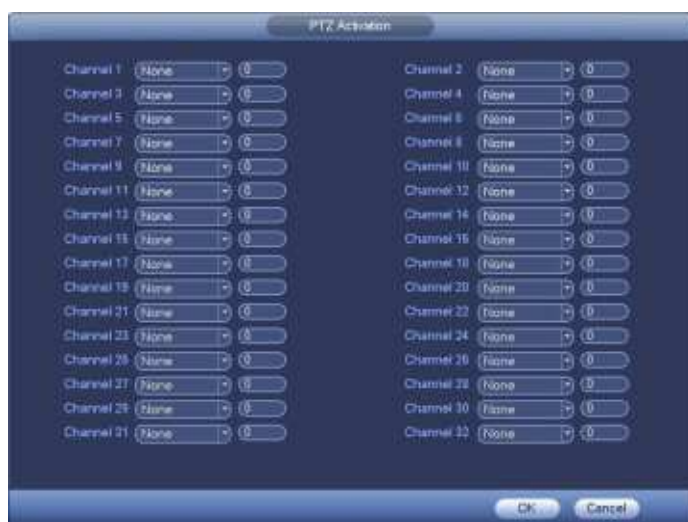 PTZ Activation
Channel 1 None 0 Channel 2 None 0
Channel 3 None 0 Channel 4 None 0
Channel 5 None 0 Channel 6 None 0
Channel 7 None 0 Channel 8 None 0
Channel 9 None 0 Channel 10 None 0
Channel 11 None 0 Channel 12 None 0
Channel 13 None 0 Channel 14 None 0
Channel 15 None 0 Channel 16 None 0
Channel 17 None 0 Channel 18 None 0
Channel 19 None 0 Channel 20 None 0
Channel 21 None 0 Channel 22 None 0
Channel 23 None 0 Channel 24 None 0
Channel 25 None 0 Channel 26 None 0
Channel 27 None 0 Channel 28 None 0
Channel 29 None 0 Channel 30 None 0
Channel 31 None 0 Channel 32 None 0
OK Cancel